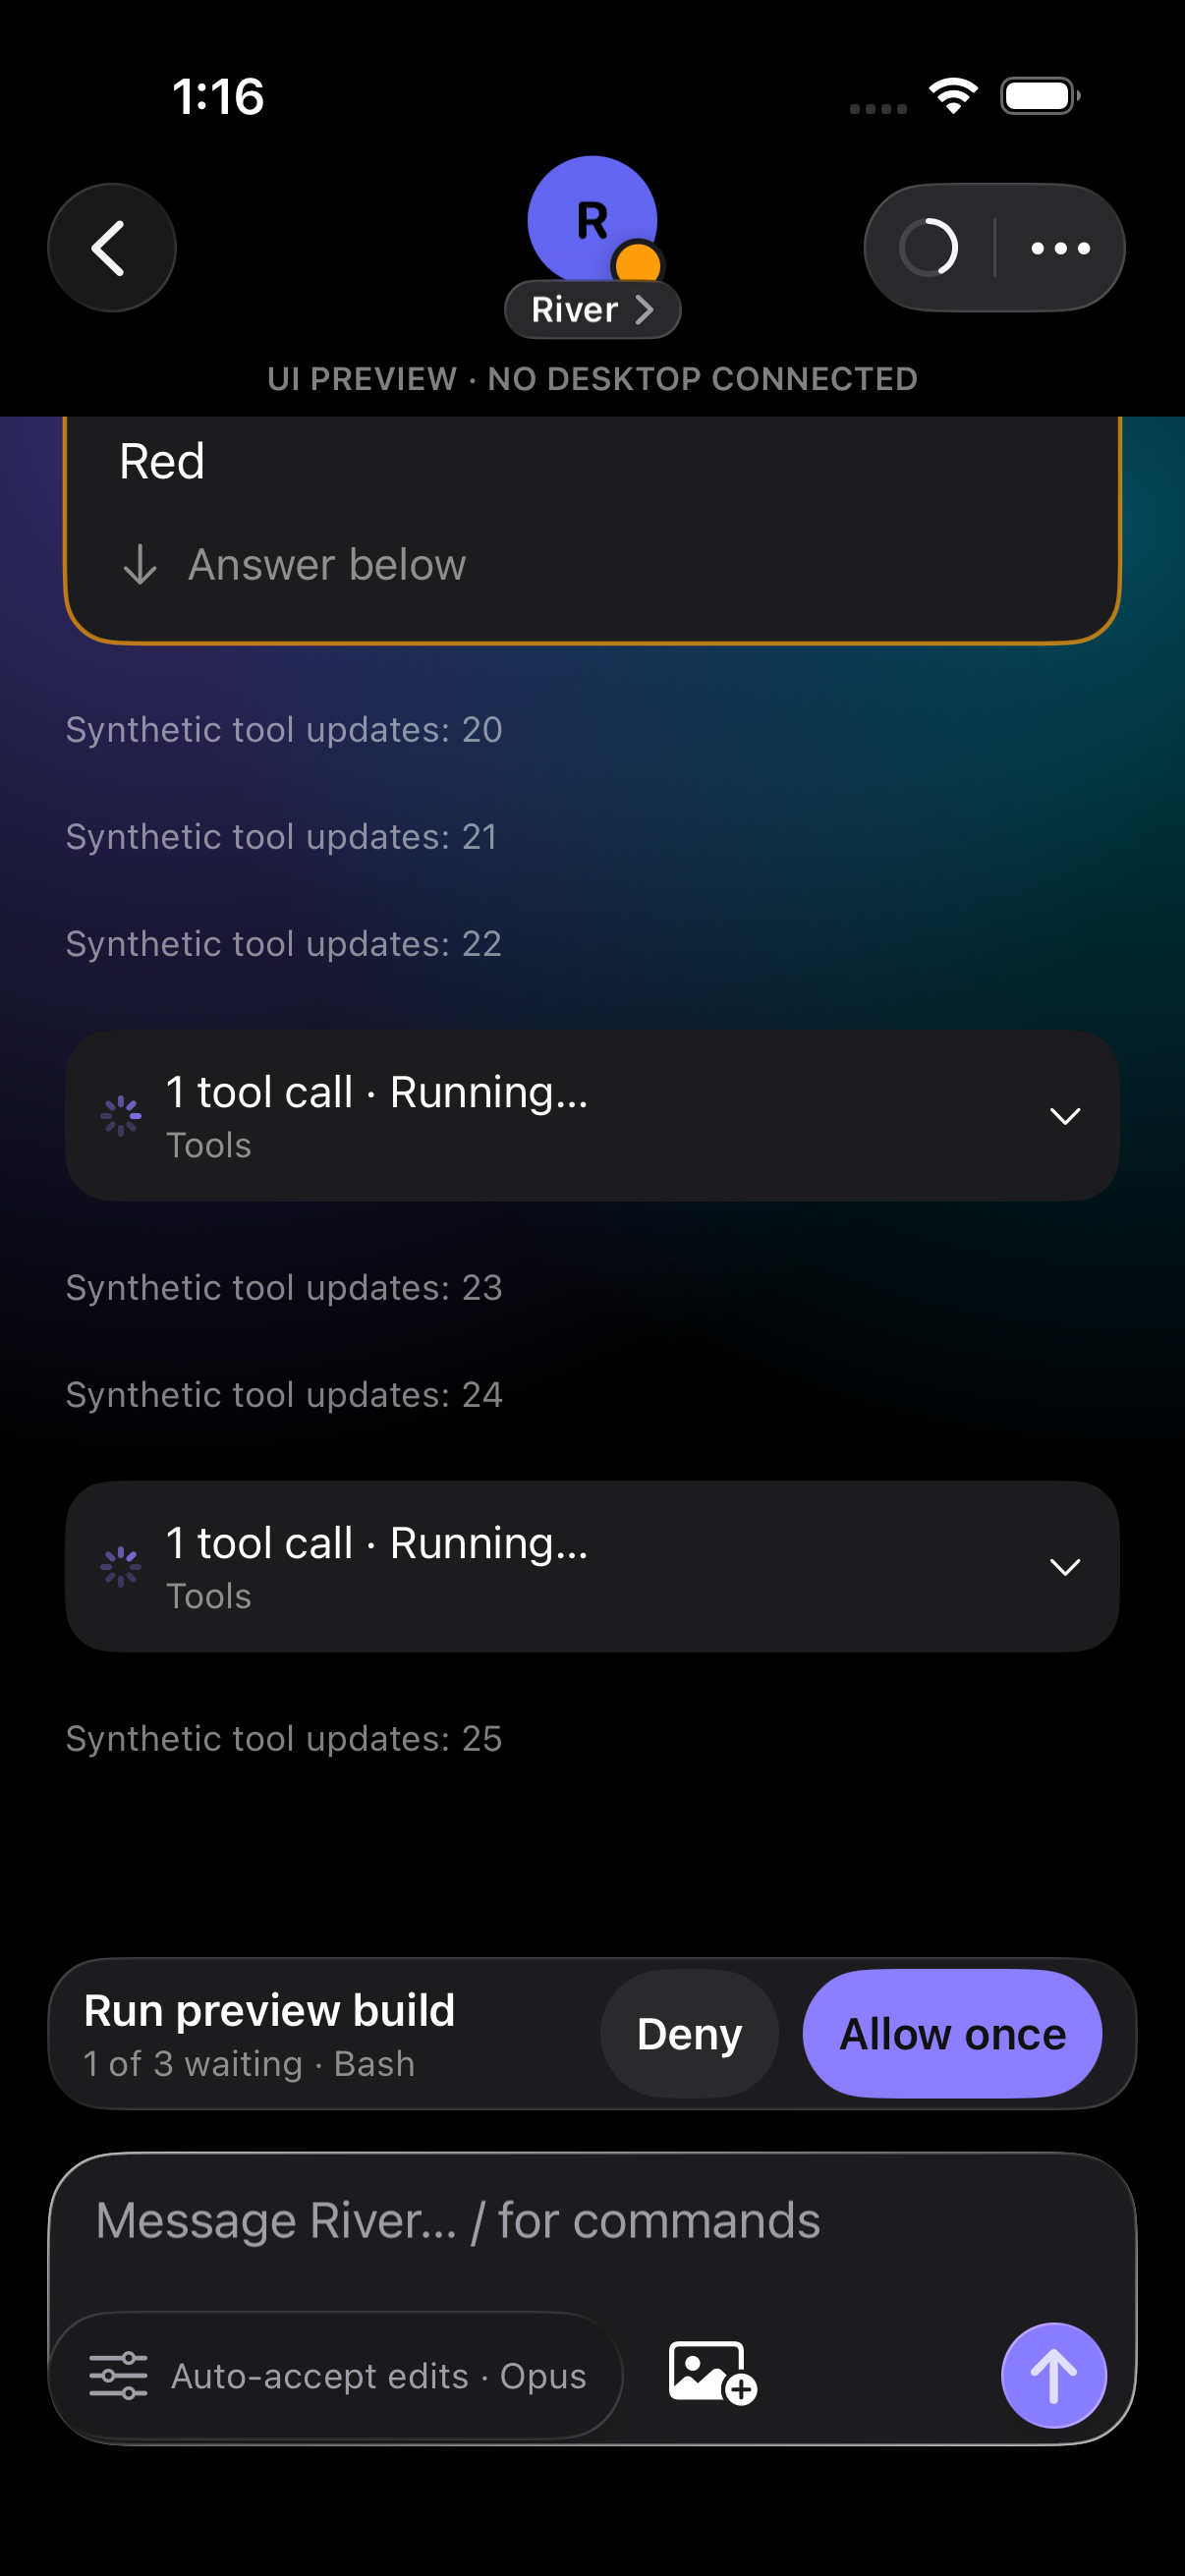 1:16
R
River
UI PREVIEW · NO DESKTOP CONNECTED
Red
Answer below
Synthetic tool updates: 20
Synthetic tool updates: 21
Synthetic tool updates: 22
1 tool call · Running...
Tools
Synthetic tool updates: 23
Synthetic tool updates: 24
1 tool call · Running...
Tools
Synthetic tool updates: 25
Run preview build
1 of 3 waiting · Bash
Deny
Allow once
Message River... / for commands
Auto-accept edits · Opus